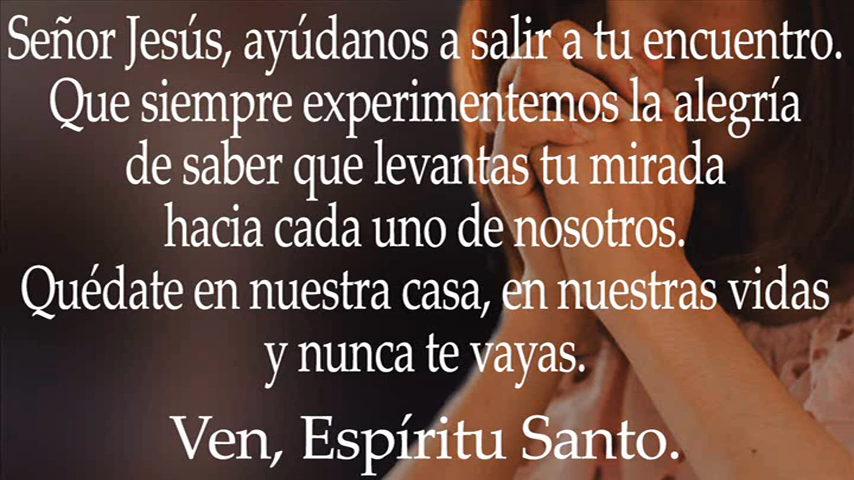 Señor Jesús, ayúdanos a salir a tu encuentro.
Que siempre experimentemos la alegría
de saber que levantas tu mirada
hacia cada uno de nosotros.
Quédate en nuestra casa, en nuestras vidas
y nunca te vayas.
Ven, Espíritu Santo.